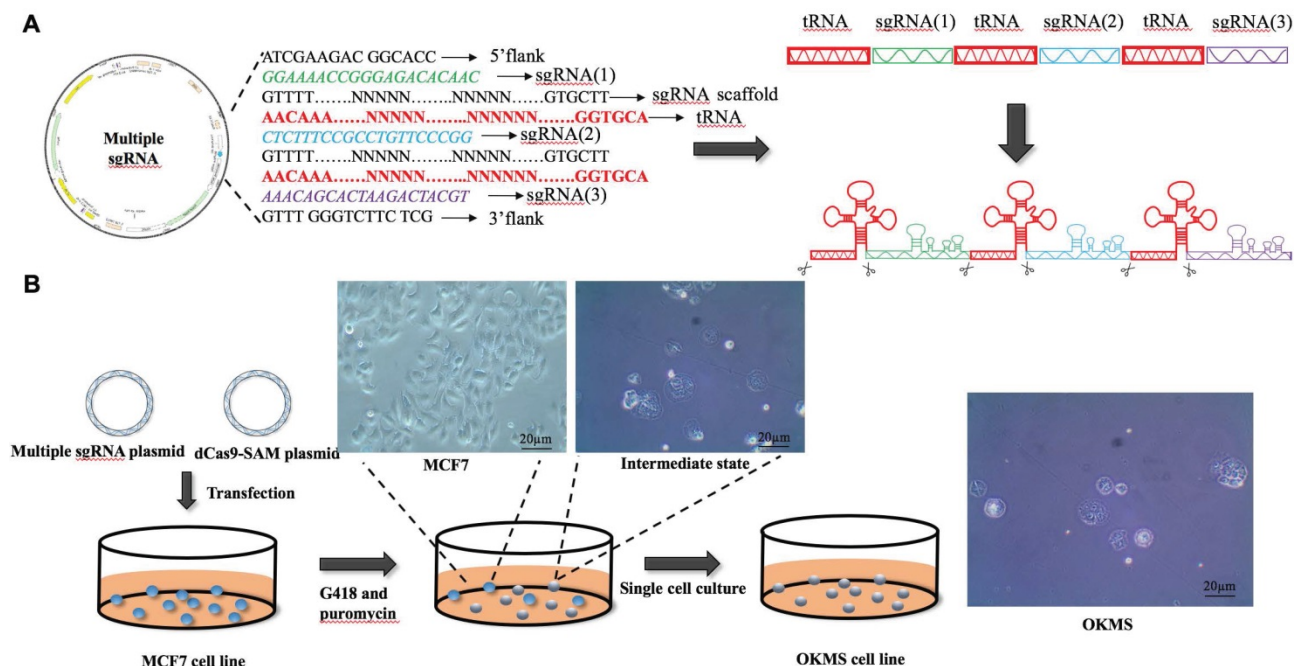 A
Multiple
sgRNA
ATCGAAGAC GGCACC
5'flank
GGAAAACCGGGAGACACAAC
sgRNA(1)
GTTTT…….NNNNN…….NNNNN……GTGCTT
sgRNA scaffold
AACAAA……NNNNN……..NNNNNN……GGTGCA
tRNA
CTCTTTCCGCCTGTTCCCGG
sgRNA(2)
GTTTT…….NNNNN…….NNNNN……GTGCTT
AACAAA……NNNNN……..NNNNNN……GGTGCA
AAACAGCACTAAGACTACGT
sgRNA(3)
GTTT GGGTCTTC TCG
3'flank
tRNA sgRNA(1) tRNA sgRNA(2) tRNA sgRNA(3)
B
Multiple sgRNA plasmid
dCas9-SAM plasmid
Transfection
20µm
MCF7
20µm
Intermediate state
G418 and
puromycin
Single cell culture
20µm
OKMS
MCF7 cell line
OKMS cell line